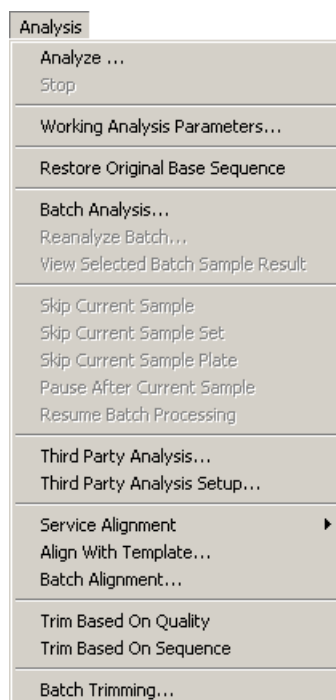 Analysis
Analyze ...
Stop
Working Analysis Parameters...
Restore Original Base Sequence
Batch Analysis...
Reanalyze Batch...
View Selected Batch Sample Result
Skip Current Sample
Skip Current Sample Set
Skip Current Sample Plate
Pause After Current Sample
Resume Batch Processing
Third Party Analysis...
Third Party Analysis Setup...
Service Alignment
Align With Template...
Batch Alignment...
Trim Based On Quality
Trim Based On Sequence
Batch Trimming...